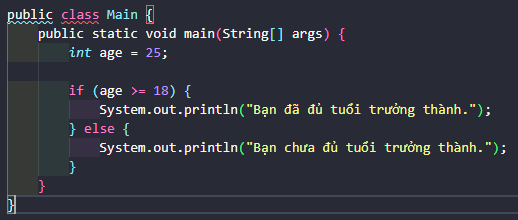 public class Main {
public static void main(String[] args) {
int age = 25;
if (age >= 18) {
System.out.println("Bạn đã đủ tuổi trưởng thành.");
} else {
System.out.println("Bạn chưa đủ tuổi trưởng thành.");
}
}
}